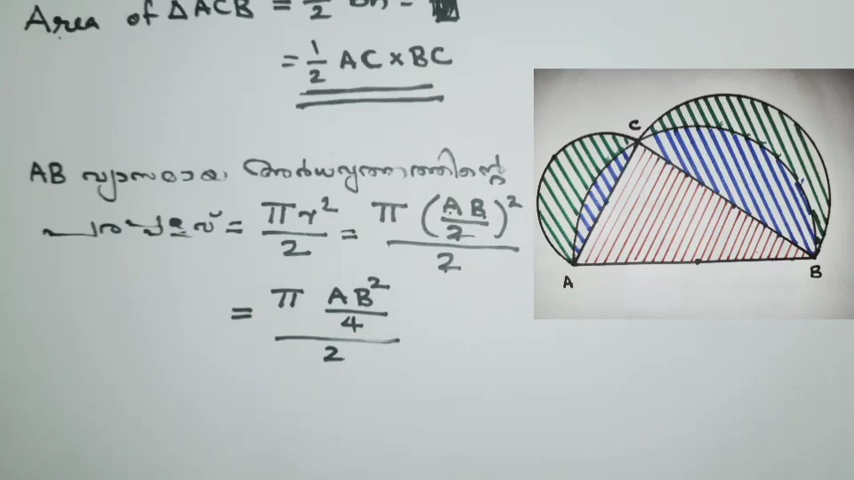 Area of ΔACB = 1/2 bh =
= 1/2 AC × BC
AB വ്യാസമായ അർധവൃത്തത്തിന്റെ
പരപ്പളവ് = πr²/2 = π (AB/2)²/2
= π AB²/4/2
C
A
B